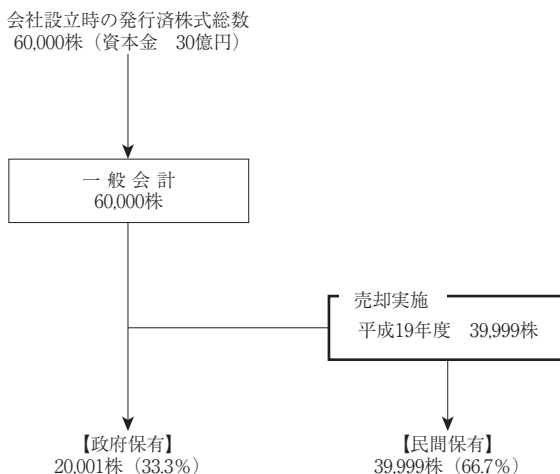 会社設立時の発行済株式総数
60,000株（資本金　30億円）
一 般 会 計
60,000株
売却実施
平成19年度　39,999株
【政府保有】
20,001株（33.3％）
【民間保有】
39,999株（66.7％）